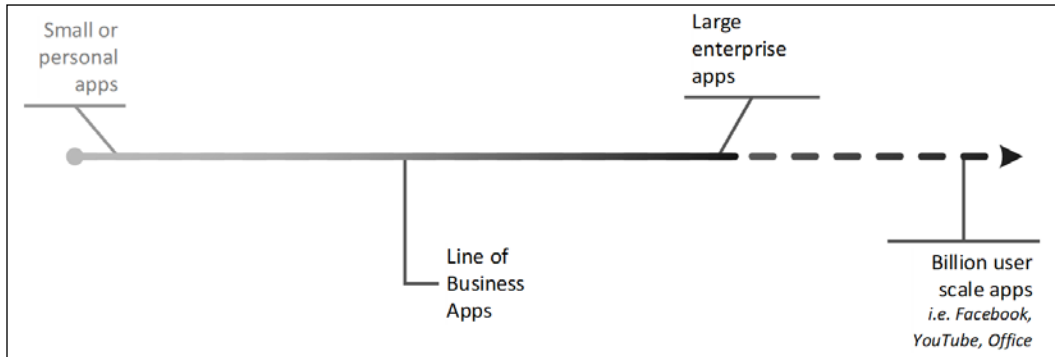 Small or
personal
apps
Large
enterprise
apps
Line of
Business
Apps
Billion user
scale apps
i.e. Facebook,
YouTube, Office